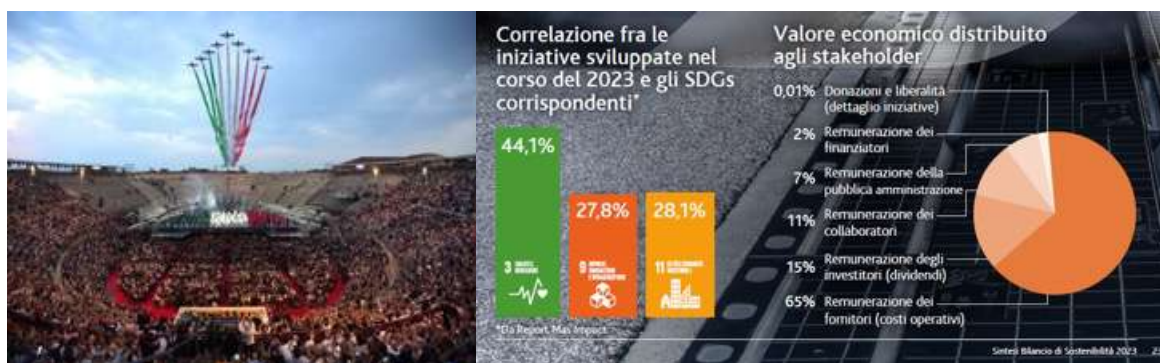 Correlazione fra le
iniziative sviluppate nel
corso del 2023 e gli SDGs
corrispondenti*
44,1%
27,8%
28,1%
3
9
11
*Da Report Mas Impact
Valore economico distribuito
agli stakeholder
0,01% Donazioni e liberalità
(dettaglio iniziative)
2% Remunerazione dei
finanziatori
7% Remunerazione della
pubblica amministrazione
11% Remunerazione dei
collaboratori
15% Remunerazione degli
investitori (dividendi)
65% Remunerazione dei
fornitori (costi operativi)
Sintesi Bilancio di Sostenibilità 2023